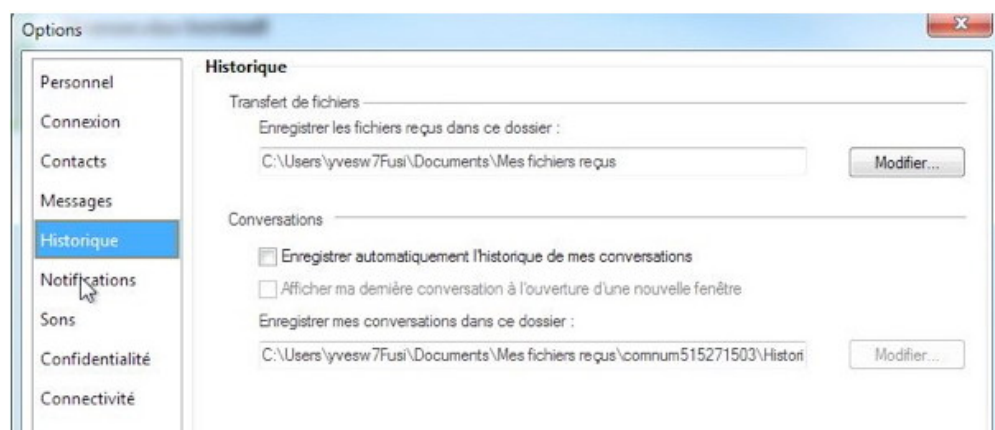 Options
Personnel
Connexion
Contacts
Messages
Historique
Notifications
Sons
Confidentialité
Connectivité
Historique
Transfert de fichiers
Enregistrer les fichiers reçus dans ce dossier :
C:\Users\yvesw7Fusi\Documents\Mes fichiers reçus
Modifier...
Conversations
Enregistrer automatiquement l'historique de mes conversations
Afficher ma dernière conversation à l'ouverture d'une nouvelle fenêtre
Enregistrer mes conversations dans ce dossier :
C:\Users\yvesw7Fusi\Documents\Mes fichiers reçus\comnum515271503\Histori
Modifier...